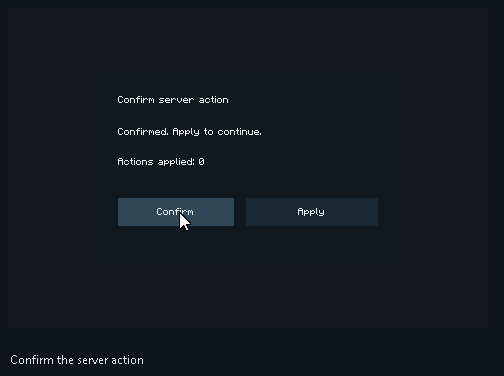 Confirm server action
Confirmed. Apply to continue.
Actions applied: 0
Confirm
Apply
Confirm the server action